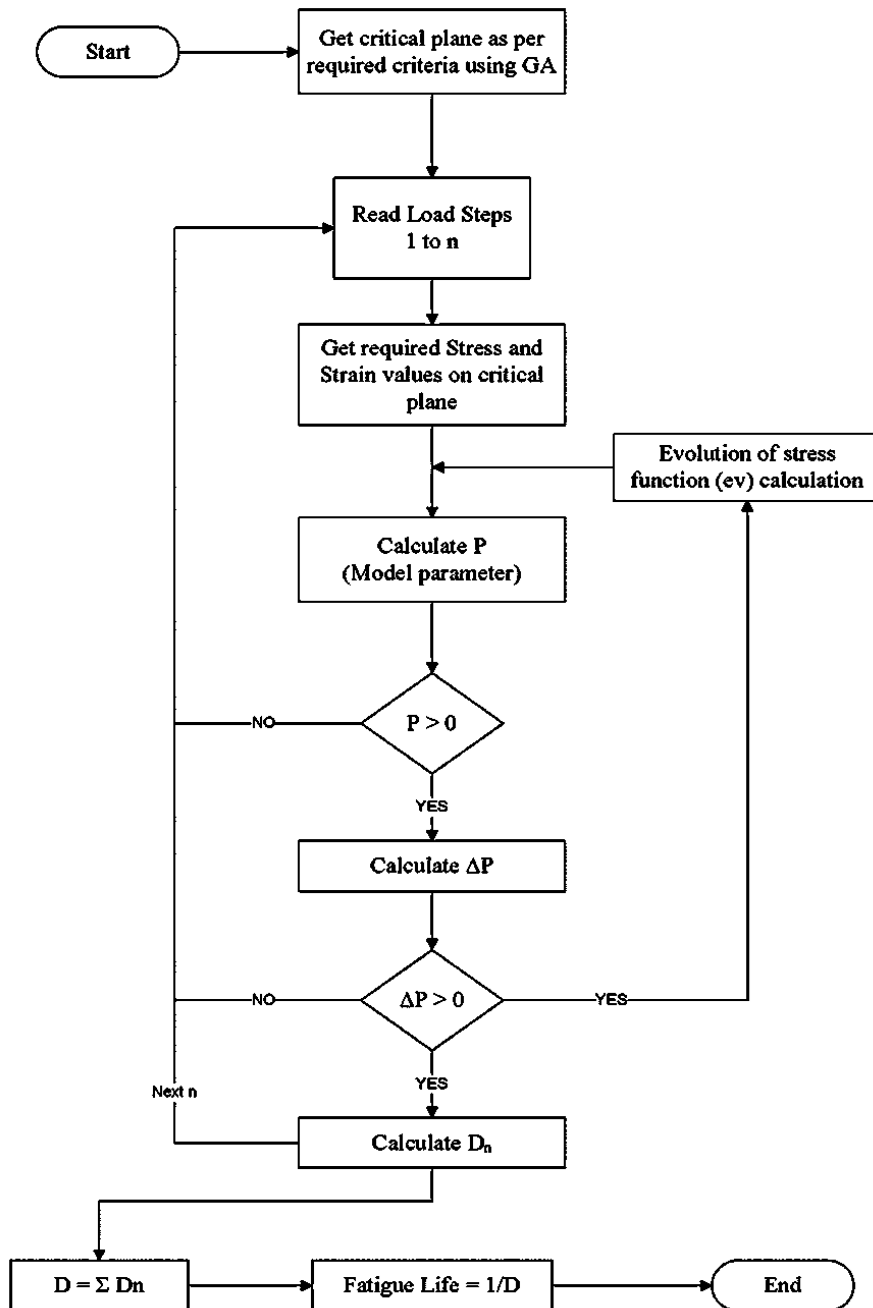 Start
Get critical plane as per
required criteria using GA
Read Load Steps
1 to n
Get required Stress and
Strain values on critical
plane
Evolution of stress
function (ev) calculation
Calculate P
(Model parameter)
P > 0
NO
YES
Calculate ΔP
ΔP > 0
NO
YES
YES
Next n
Calculate Dₙ
D = Σ Dn
Fatigue Life = 1/D
End